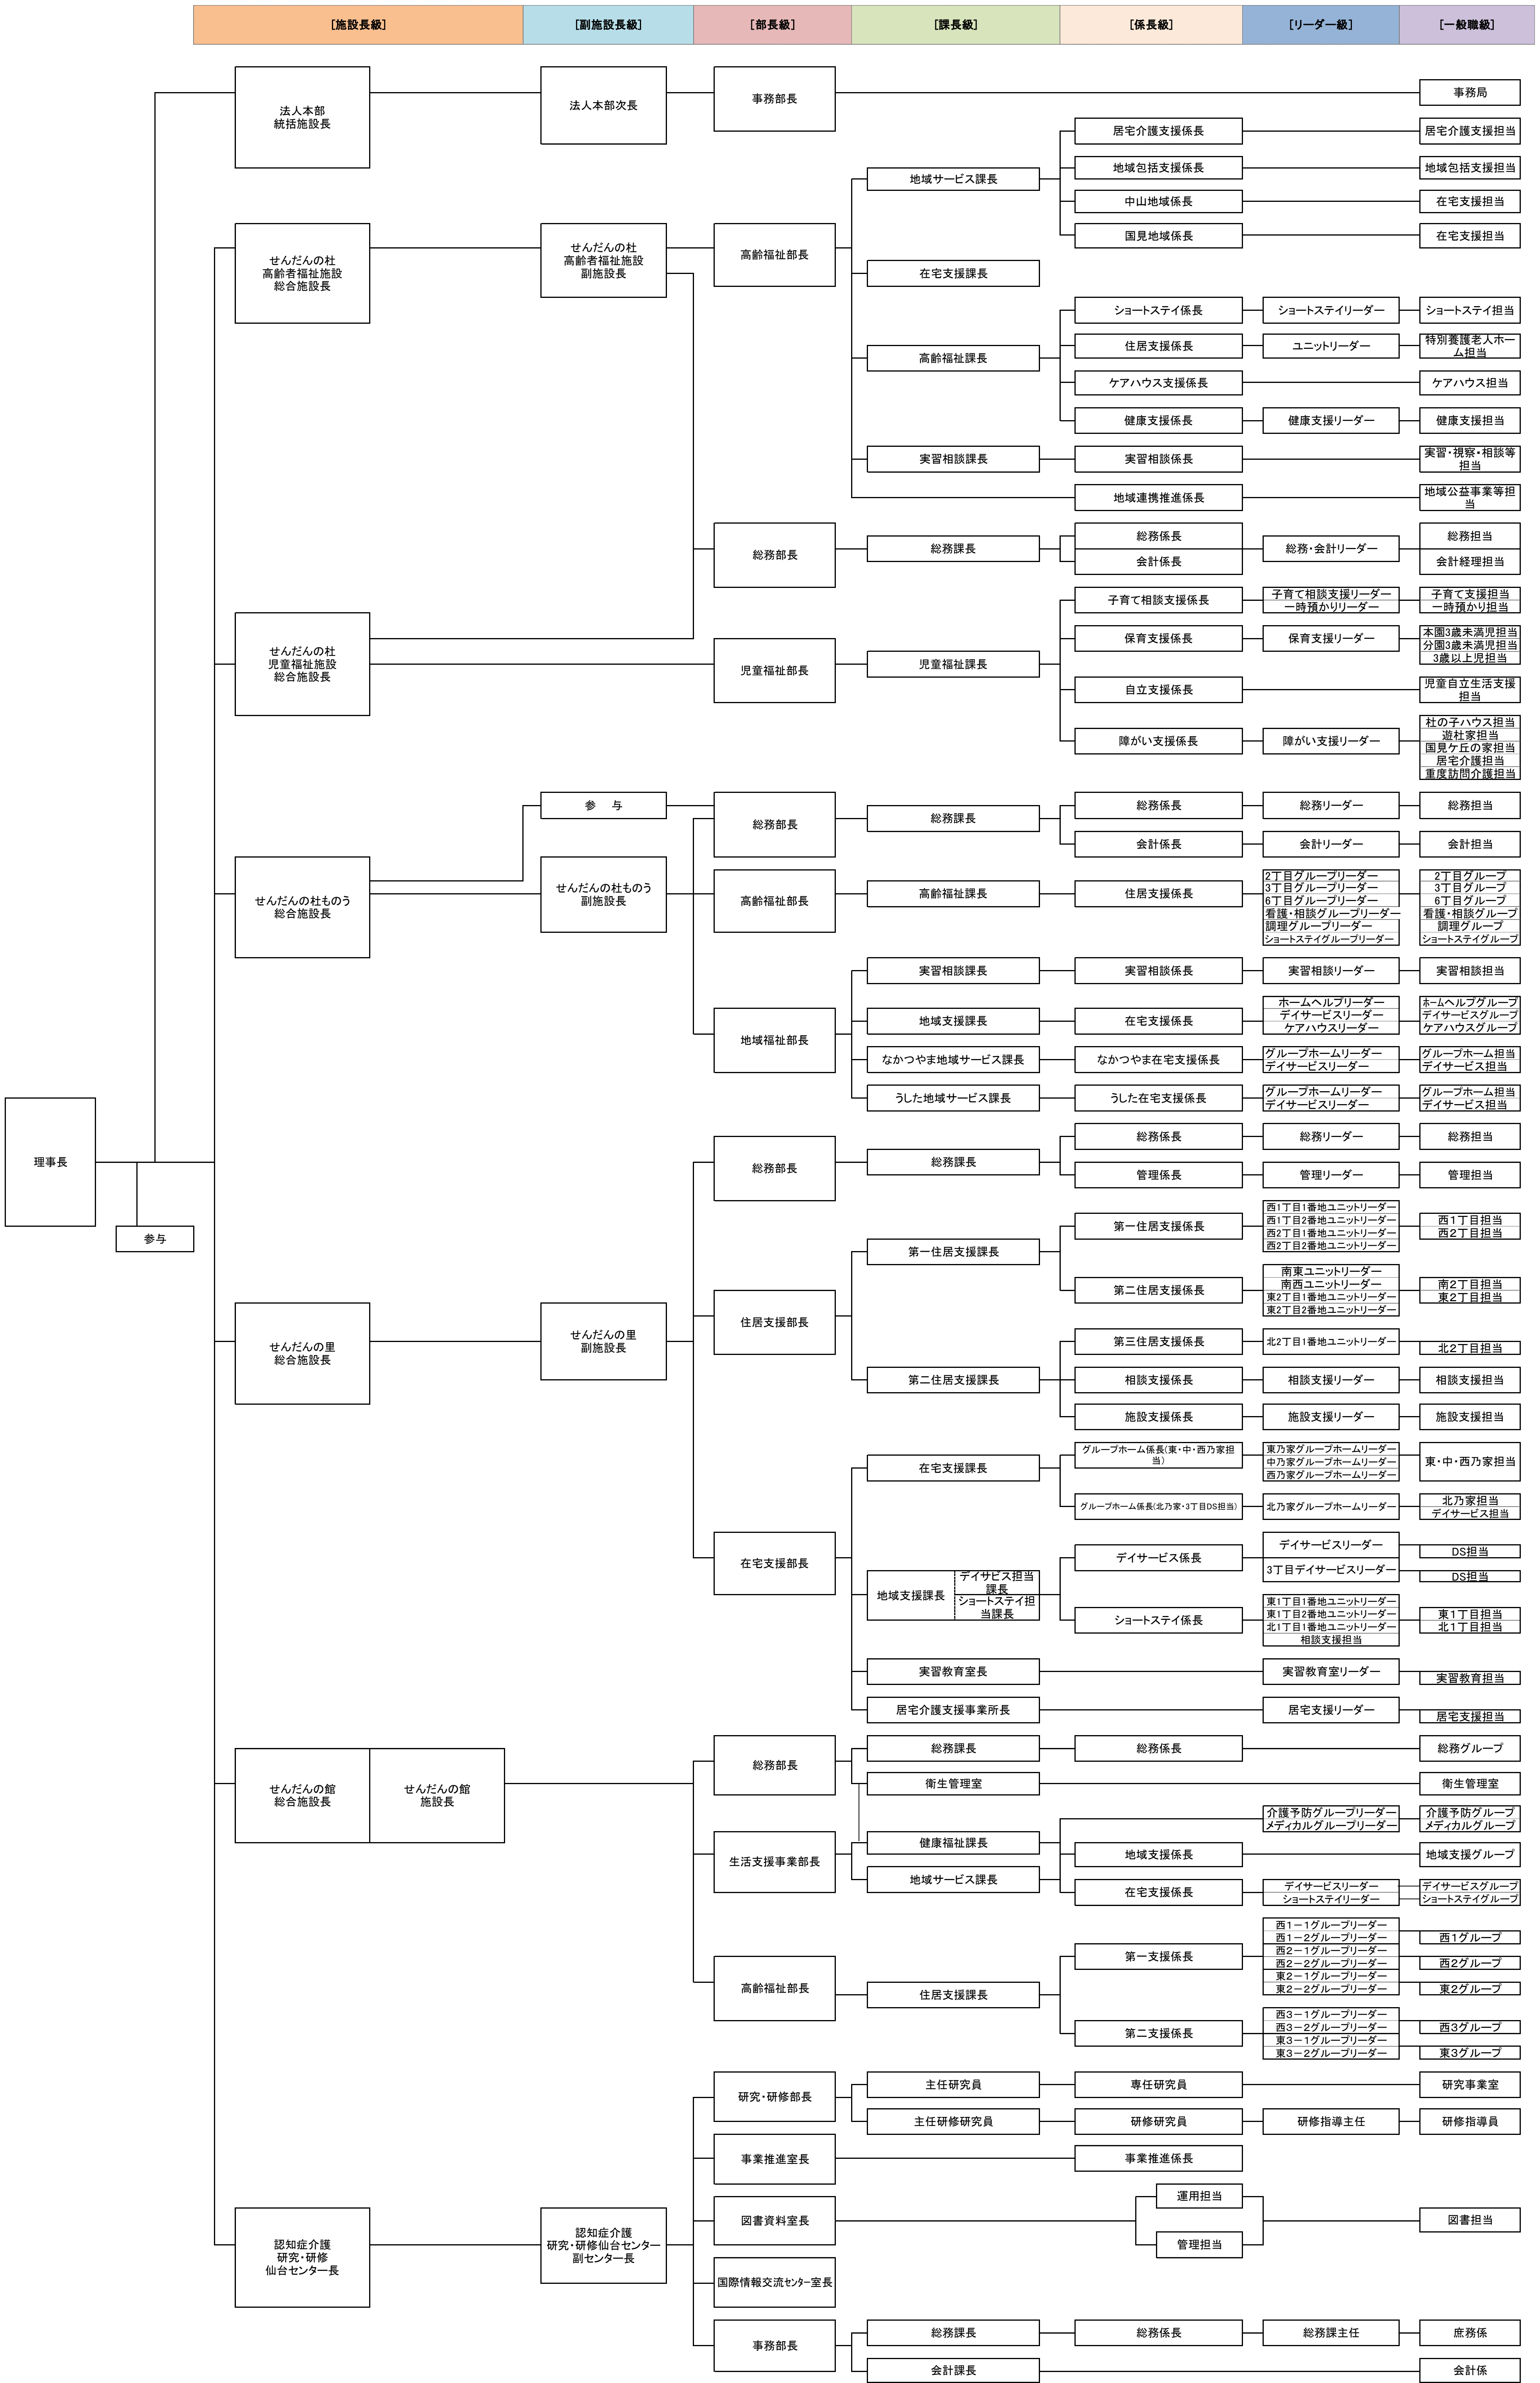 [施設長級]
[副施設長級]
[部長級]
[課長級]
[係長級]
[リーダー級]
[一般職級]
理事長
参与
法人本部
統括施設長
法人本部次長
事務部長
事務局
せんだんの杜
高齢者福祉施設
総合施設長
せんだんの杜
高齢者福祉施設
副施設長
高齢福祉部長
地域サービス課長
居宅介護支援係長
居宅介護支援担当
地域包括支援係長
地域包括支援担当
中山地域係長
在宅支援担当
国見地域係長
在宅支援担当
在宅支援課長
高齢福祉課長
ショートステイ係長
ショートステイリーダー
ショートステイ担当
住居支援係長
ユニットリーダー
特別養護老人ホー
ム担当
ケアハウス支援係長
ケアハウス担当
健康支援係長
健康支援リーダー
健康支援担当
実習相談課長
実習相談係長
実習・視察・相談等
担当
地域連携推進係長
地域公益事業等担
当
総務部長
総務課長
総務係長
会計係長
総務・会計リーダー
総務担当
会計経理担当
せんだんの杜
児童福祉施設
総合施設長
児童福祉部長
児童福祉課長
子育て相談支援係長
子育て相談支援リーダー
一時預かりリーダー
子育て支援担当
一時預かり担当
保育支援係長
保育支援リーダー
本園3歳未満児担当
分園3歳未満児担当
3歳以上児担当
自立支援係長
児童自立生活支援
担当
障がい支援係長
障がい支援リーダー
杜の子ハウス担当
遊杜家担当
国見ケ丘の家担当
居宅介護担当
重度訪問介護担当
せんだんの杜ものう
総合施設長
参 与
せんだんの杜ものう
副施設長
総務部長
総務課長
総務係長
総務リーダー
総務担当
会計係長
会計リーダー
会計担当
高齢福祉部長
高齢福祉課長
住居支援係長
2丁目グループリーダー
3丁目グループリーダー
6丁目グループリーダー
看護・相談グループリーダー
調理グループリーダー
ショートステイグループリーダー
2丁目グループ
3丁目グループ
6丁目グループ
看護・相談グループ
調理グループ
ショートステイグループ
地域福祉部長
実習相談課長
実習相談係長
実習相談リーダー
実習相談担当
地域支援課長
在宅支援係長
ホームヘルプリーダー
デイサービスリーダー
ケアハウスリーダー
ホームヘルプグループ
デイサービスグループ
ケアハウスグループ
なかつやま地域サービス課長
なかつやま在宅支援係長
グループホームリーダー
デイサービスリーダー
グループホーム担当
デイサービス担当
うした地域サービス課長
うした在宅支援係長
グループホームリーダー
デイサービスリーダー
グループホーム担当
デイサービス担当
せんだんの里
総合施設長
せんだんの里
副施設長
総務部長
総務課長
総務係長
総務リーダー
総務担当
管理係長
管理リーダー
管理担当
住居支援部長
第一住居支援課長
第一住居支援係長
西1丁目1番地ユニットリーダー
西1丁目2番地ユニットリーダー
西2丁目1番地ユニットリーダー
西2丁目2番地ユニットリーダー
西1丁目担当
西2丁目担当
第二住居支援係長
南東ユニットリーダー
南西ユニットリーダー
東2丁目1番地ユニットリーダー
東2丁目2番地ユニットリーダー
南2丁目担当
東2丁目担当
第二住居支援課長
第三住居支援係長
北2丁目1番地ユニットリーダー
北2丁目担当
相談支援係長
相談支援リーダー
相談支援担当
施設支援係長
施設支援リーダー
施設支援担当
在宅支援部長
在宅支援課長
グループホーム係長(東・中・西乃家担
当)
東乃家グループホームリーダー
中乃家グループホームリーダー
西乃家グループホームリーダー
東・中・西乃家担当
グループホーム係長(北乃家・3丁目DS担当)
北乃家グループホームリーダー
北乃家担当
デイサービス担当
地域支援課長
デイサビス担当
課長
ショートステイ担
当課長
デイサービス係長
デイサービスリーダー
3丁目デイサービスリーダー
DS担当
DS担当
ショートステイ係長
東1丁目1番地ユニットリーダー
東1丁目2番地ユニットリーダー
北1丁目1番地ユニットリーダー
相談支援担当
東1丁目担当
北1丁目担当
実習教育室長
実習教育室リーダー
実習教育担当
居宅介護支援事業所長
居宅支援リーダー
居宅支援担当
せんだんの館
総合施設長
せんだんの館
施設長
総務部長
総務課長
総務係長
総務グループ
衛生管理室
衛生管理室
生活支援事業部長
健康福祉課長
介護予防グループリーダー
メディカルグループリーダー
介護予防グループ
メディカルグループ
地域支援係長
地域支援グループ
地域サービス課長
在宅支援係長
デイサービスリーダー
ショートステイリーダー
デイサービスグループ
ショートステイグループ
高齢福祉部長
住居支援課長
第一支援係長
西1-1グループリーダー
西1-2グループリーダー
西2-1グループリーダー
西2-2グループリーダー
東2-1グループリーダー
東2-2グループリーダー
西1グループ
西2グループ
東2グループ
第二支援係長
西3-1グループリーダー
西3-2グループリーダー
東3-1グループリーダー
東3-2グループリーダー
西3グループ
東3グループ
認知症介護
研究・研修
仙台センター長
認知症介護
研究・研修仙台センター
副センター長
研究・研修部長
主任研究員
専任研究員
研究事業室
主任研修研究員
研修研究員
研修指導主任
研修指導員
事業推進室長
事業推進係長
図書資料室長
運用担当
管理担当
図書担当
国際情報交流センター室長
事務部長
総務課長
総務係長
総務課主任
庶務係
会計課長
会計係